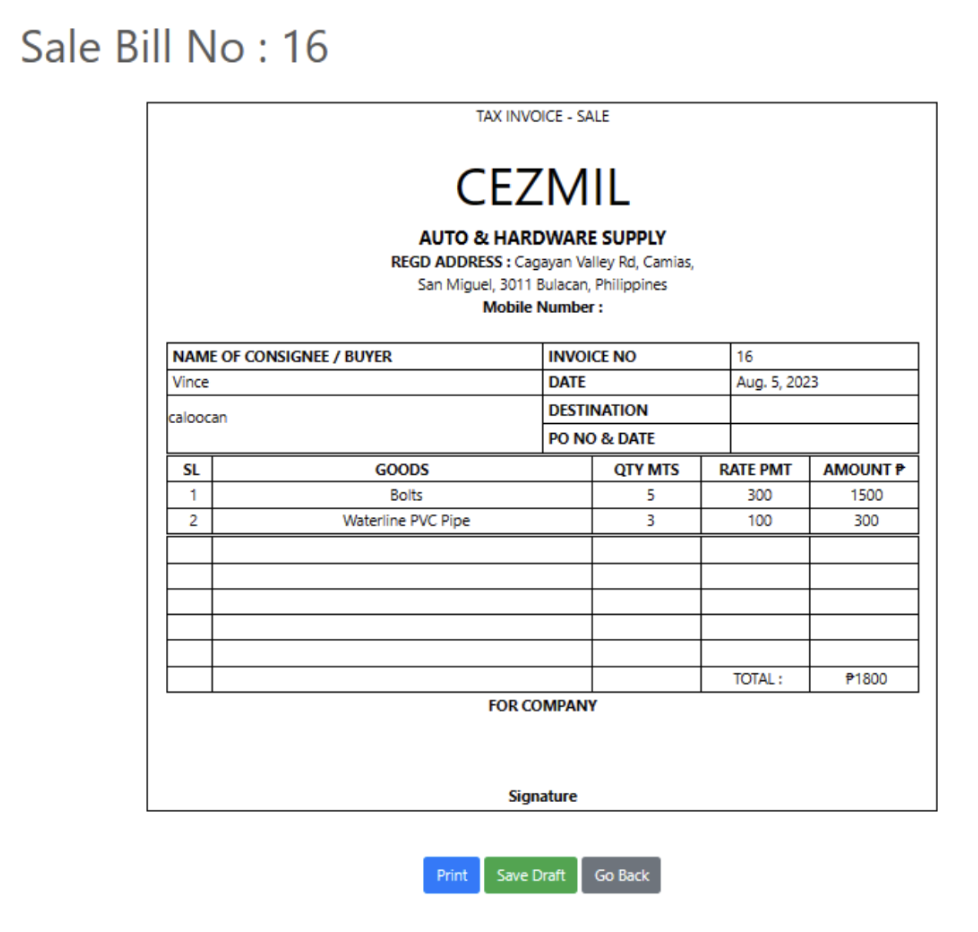 Sale Bill No : 16
TAX INVOICE - SALE
CEZMIL
AUTO & HARDWARE SUPPLY
REGD ADDRESS : Cagayan Valley Rd, Camias,
San Miguel, 3011 Bulacan, Philippines
Mobile Number :
NAME OF CONSIGNEE / BUYER INVOICE NO 16
Vince DATE Aug. 5, 2023
caloocan DESTINATION
PO NO & DATE
SL GOODS QTY MTS RATE PMT AMOUNT ₱
1 Bolts 5 300 1500
2 Waterline PVC Pipe 3 100 300
TOTAL : ₱1800
FOR COMPANY
Signature
Print Save Draft Go Back